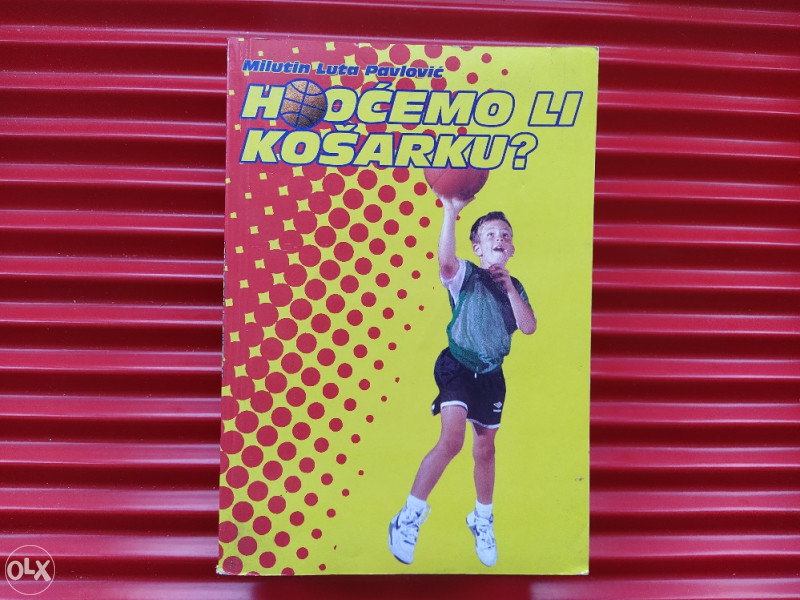 Milutin Luta Pavlović
HOĆEMO LI
KOŠARKU?
OLX